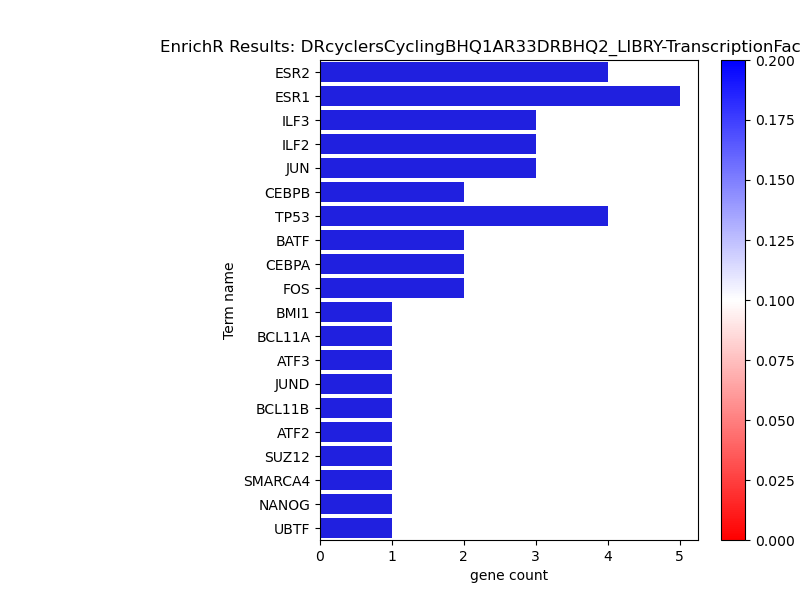 EnrichR Results: DRcyclersCyclingBHQ1AR33DRBHQ2_LIBRY-TranscriptionFac
ESR2
ESR1
ILF3
ILF2
JUN
CEBPB
TP53
BATF
CEBPA
FOS
BMI1
BCL11A
ATF3
JUND
BCL11B
ATF2
SUZ12
SMARCA4
NANOG
UBTF
Term name
0 1 2 3 4 5
gene count
0.200
0.175
0.150
0.125
0.100
0.075
0.050
0.025
0.000